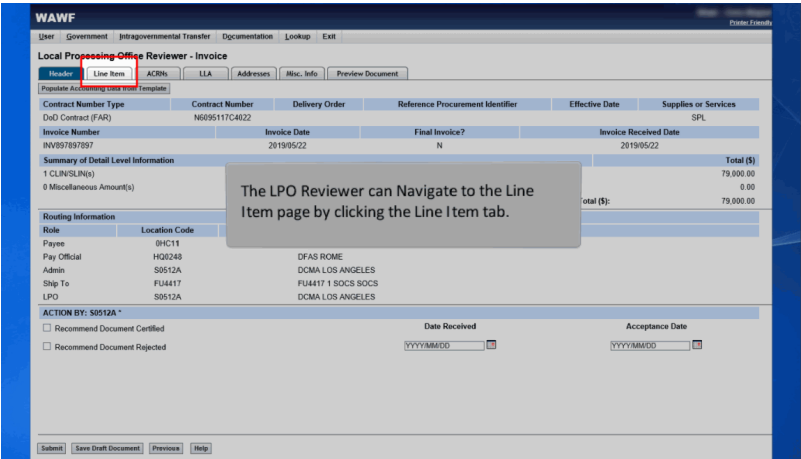 WAWF
Printer Friendly
User Government Intragovernmental Transfer Documentation Lookup Exit
Local Processing Office Reviewer - Invoice
Header Line Item ACRNs LLA Addresses Misc. Info Preview Document
Populate Accounting Data from Template
Contract Number Type Contract Number Delivery Order Reference Procurement Identifier Effective Date Supplies or Services
DoD Contract (FAR) N6095117C4022 SPL
Invoice Number Invoice Date Final Invoice? Invoice Received Date
INV897897897 2019/05/22 N 2019/05/22
Summary of Detail Level Information Total ($)
1 CLIN/SLIN(s) 79,000.00
0 Miscellaneous Amount(s) 0.00
Total ($): 79,000.00
The LPO Reviewer can Navigate to the Line
Item page by clicking the Line Item tab.
Routing Information
Role Location Code
Payee 0HC11
Pay Official HQ0248 DFAS ROME
Admin S0512A DCMA LOS ANGELES
Ship To FU4417 FU4417 1 SOCS SOCS
LPO S0512A DCMA LOS ANGELES
ACTION BY: S0512A *
Recommend Document Certified Date Received Acceptance Date
Recommend Document Rejected YYYY/MM/DD YYYY/MM/DD
Submit Save Draft Document Previous Help